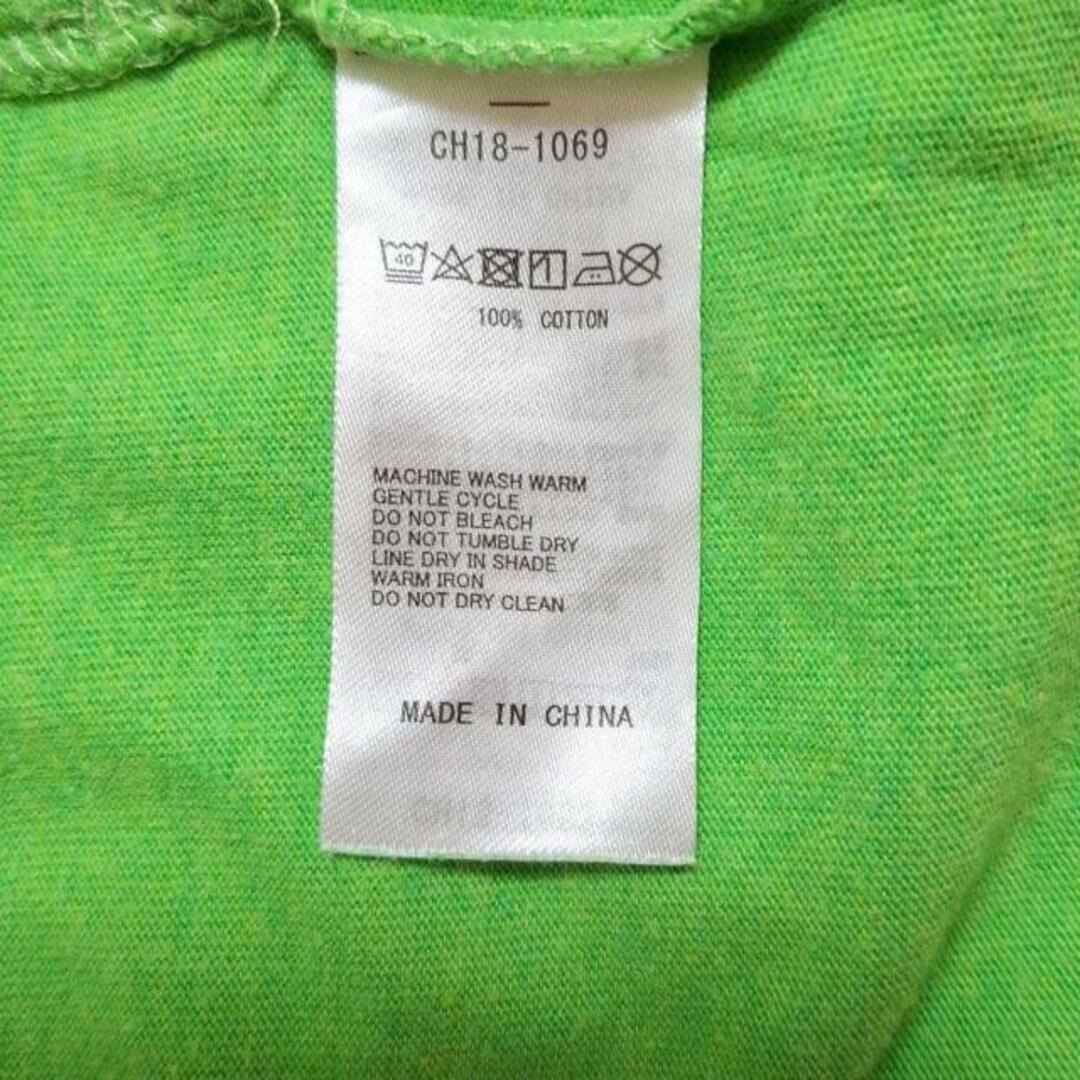 CH18-1069
40
100% COTTON
MACHINE WASH WARM
GENTLE CYCLE
DO NOT BLEACH
DO NOT TUMBLE DRY
LINE DRY IN SHADE
WARM IRON
DO NOT DRY CLEAN
MADE IN CHINA